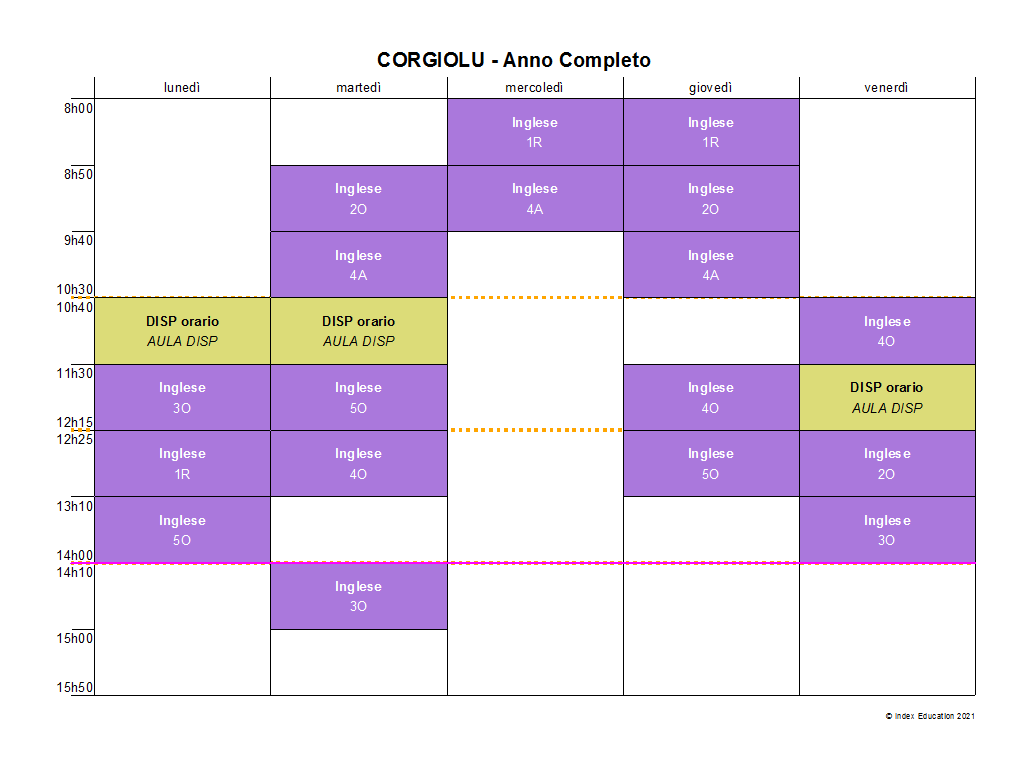 CORGIOLU - Anno Completo
lunedì martedì mercoledì giovedì venerdì
8h00
Inglese Inglese
1R 1R
8h50
Inglese Inglese Inglese
2O 4A 2O
9h40
Inglese Inglese
4A 4A
10h30
10h40
DISP orario DISP orario Inglese
AULA DISP AULA DISP 4O
11h30
Inglese Inglese Inglese DISP orario
3O 5O 4O AULA DISP
12h15
12h25
Inglese Inglese Inglese Inglese
1R 4O 5O 2O
13h10
Inglese Inglese
5O 3O
14h00
14h10
Inglese
3O
15h00
15h50
© Index Education 2021